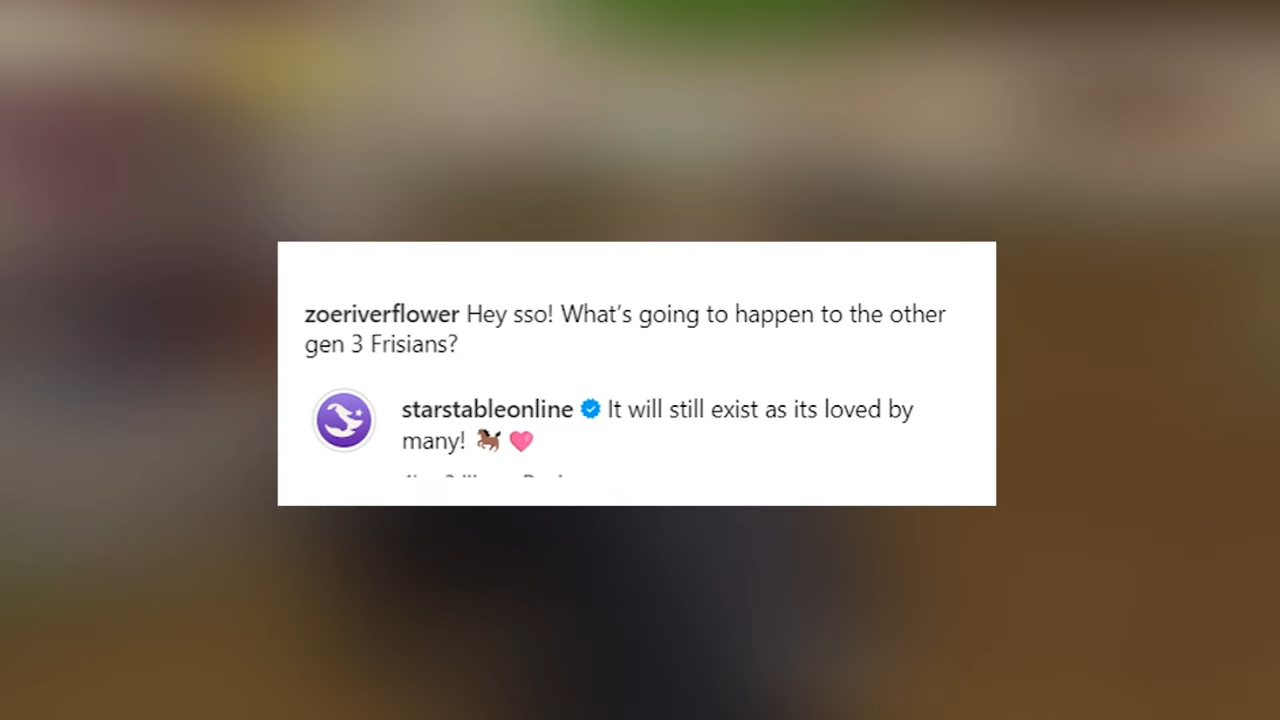 zoeriverflower Hey sso! What's going to happen to the other
gen 3 Frisians?
starstableonline It will still exist as its loved by
many! 🐎 💗